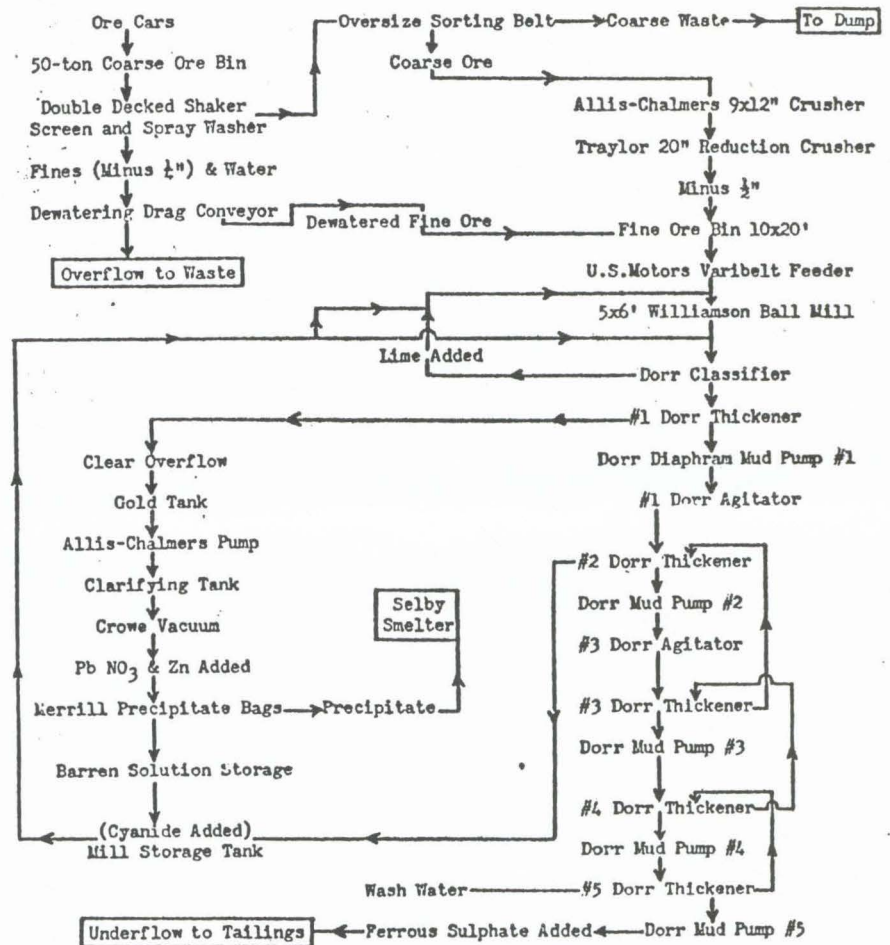 Ore Cars
50-ton Coarse Ore Bin
Double Decked Shaker
Screen and Spray Washer
Fines (Minus ¼") & Water
Dewatering Drag Conveyor
Overflow to Waste
Dewatered Fine Ore
Oversize Sorting Belt
Coarse Waste
To Dump
Coarse Ore
Allis-Chalmers 9x12" Crusher
Traylor 20" Reduction Crusher
Minus ½"
Fine Ore Bin 10x20'
U.S.Motors Varibelt Feeder
5x6' Williamson Ball Mill
Lime Added
Dorr Classifier
#1 Dorr Thickener
Dorr Diaphram Mud Pump #1
#1 Dorr Agitator
#2 Dorr Thickener
Dorr Mud Pump #2
#3 Dorr Agitator
#3 Dorr Thickener
Dorr Mud Pump #3
#4 Dorr Thickener
Dorr Mud Pump #4
Wash Water
#5 Dorr Thickener
Dorr Mud Pump #5
Ferrous Sulphate Added
Underflow to Tailings
Clear Overflow
Gold Tank
Allis-Chalmers Pump
Clarifying Tank
Crowe Vacuum
Pb NO3 & Zn Added
Merrill Precipitate Bags
Precipitate
Selby
Smelter
Barren Solution Storage
(Cyanide Added)
Mill Storage Tank